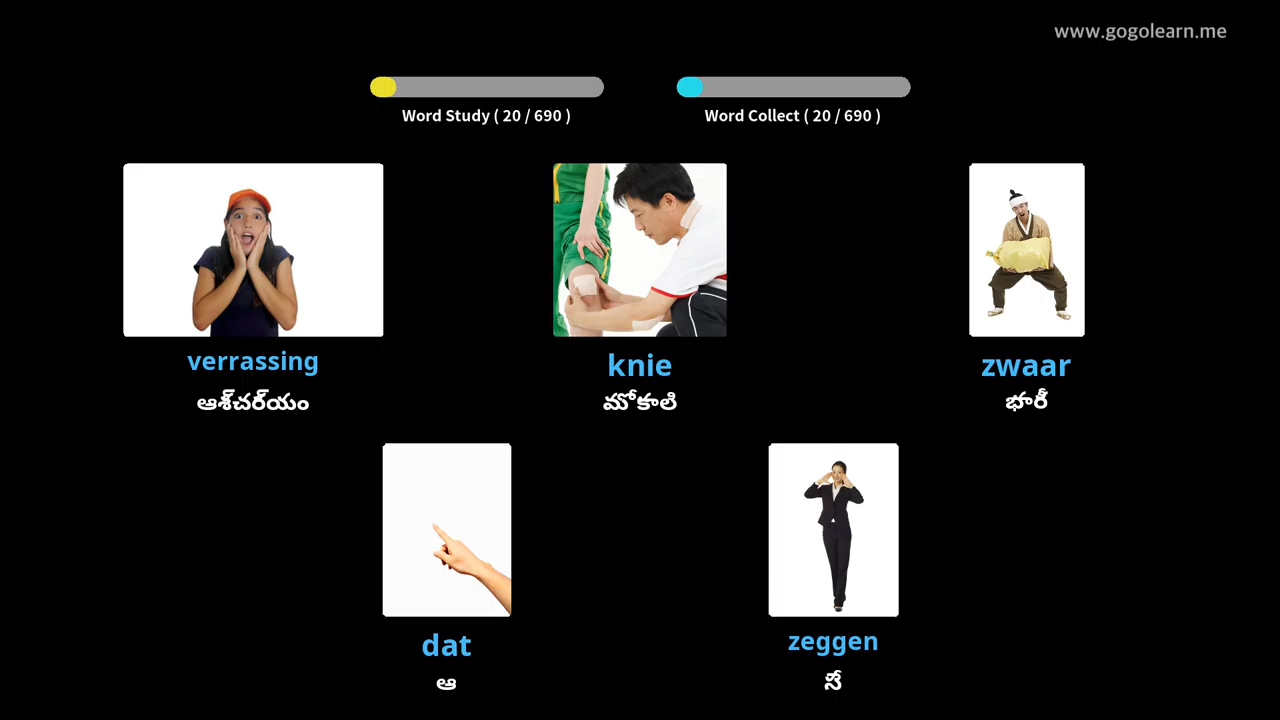 www.gogolearn.me
Word Study ( 20 / 690 )
Word Collect ( 20 / 690 )
verrassing
knie
zwaar
ఆశ్చర్యం
మోకాలి
భారీ
dat
zeggen
ఆ
సే